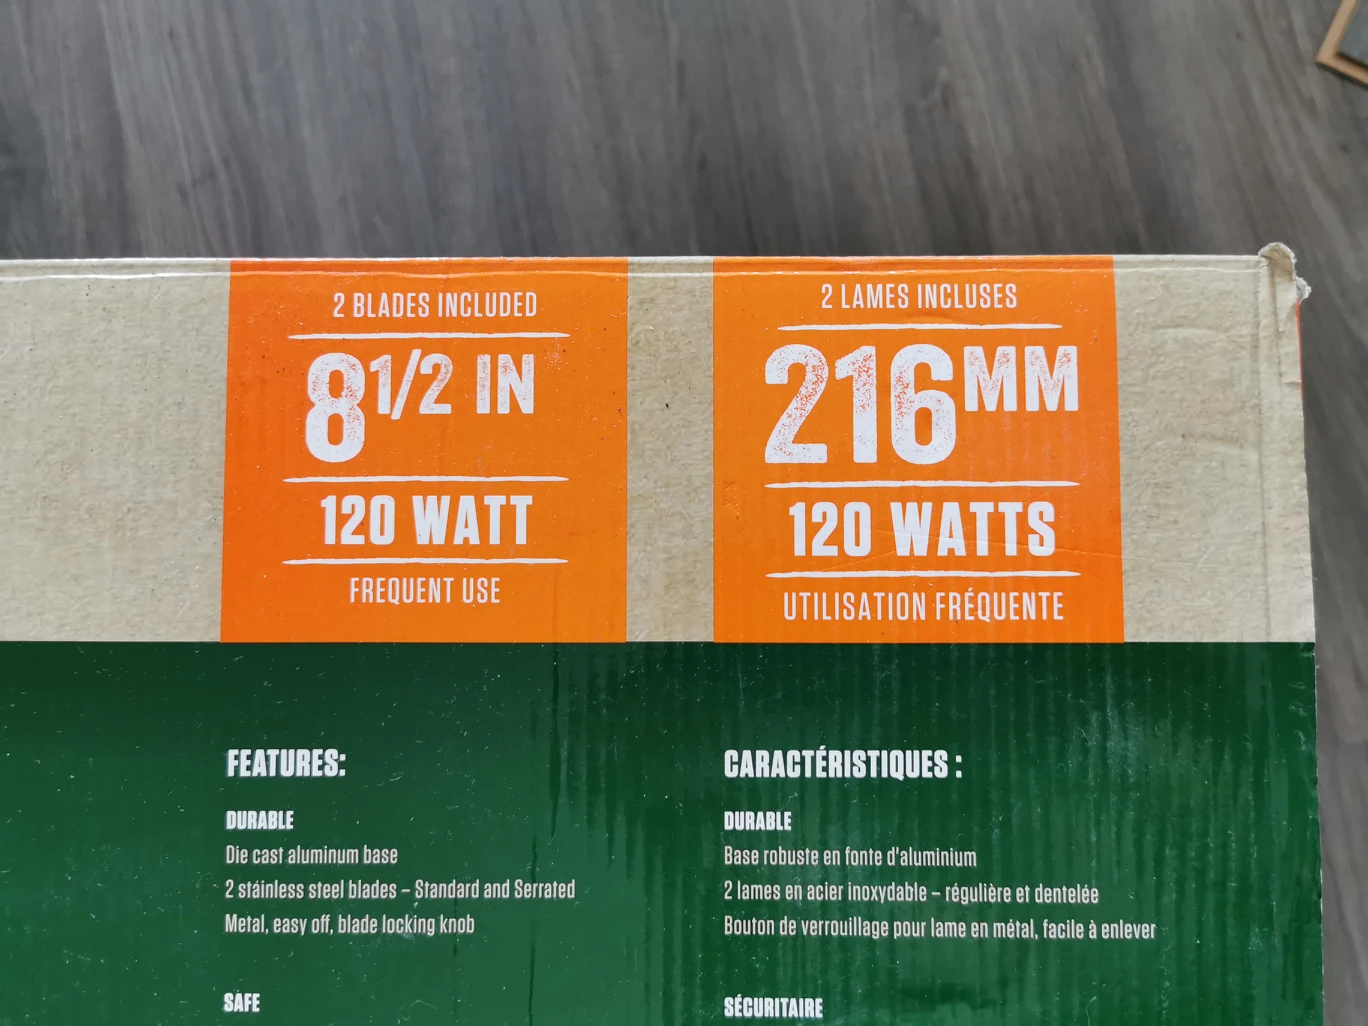 2 BLADES INCLUDED
8 1/2 IN
120 WATT
FREQUENT USE
2 LAMES INCLUSES
216MM
120 WATTS
UTILISATION FRÉQUENTE
FEATURES:
DURABLE
Die cast aluminum base
2 stainless steel blades – Standard and Serrated
Metal, easy off, blade locking knob
SAFE
CARACTÉRISTIQUES :
DURABLE
Base robuste en fonte d'aluminium
2 lames en acier inoxydable – régulière et dentelée
Bouton de verrouillage pour lame en métal, facile à enlever
SÉCURITAIRE